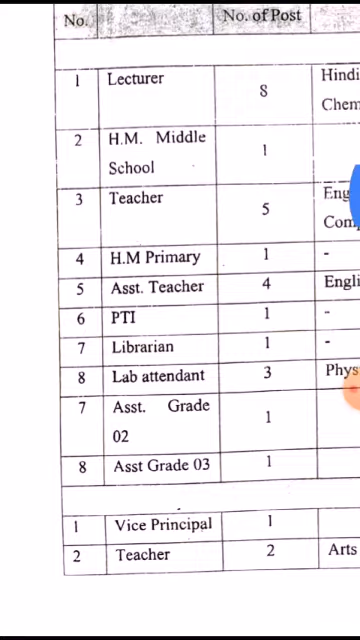 No. No. of Post
1 Lecturer 8 Hindi
Chem
2 H.M. Middle 1
School
3 Teacher 5 Eng
Com
4 H.M Primary 1 -
5 Asst. Teacher 4 Engli
6 PTI 1 --
7 Librarian 1 -
8 Lab attendant 3 Phys
7 Asst. Grade 1
02
8 Asst Grade 03 1
1 Vice Principal 1
2 Teacher 2 Arts